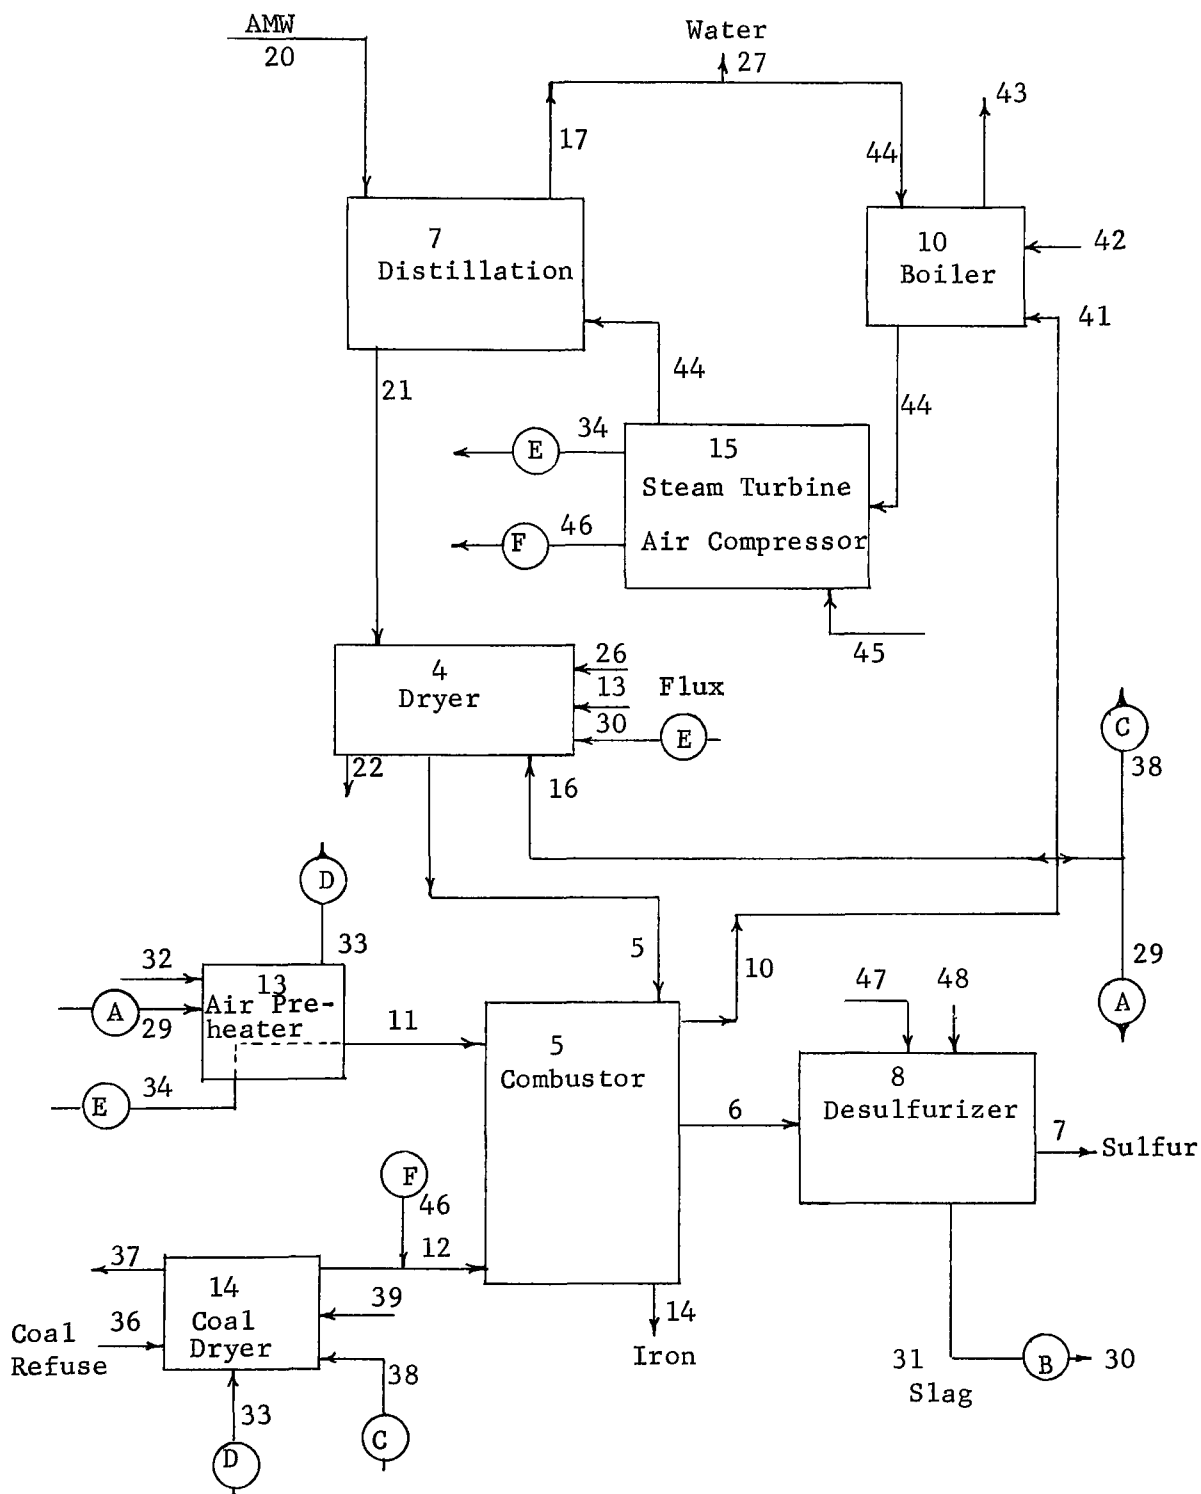 AMW
20
Water
27
17
43
44
7
Distillation
10
Boiler
42
41
21
44
44
34
E
15
Steam Turbine
46
F
Air Compressor
45
4
Dryer
26
13
Flux
30
E
22
16
C
38
D
33
5
10
29
A
32
13
Air Pre-
heater
A
29
11
47
48
34
E
5
Combustor
8
Desulfurizer
6
7
Sulfur
F
46
37
12
14
Coal
Dryer
39
36
Coal
Refuse
38
14
Iron
31
Slag
B
30
33
D
C